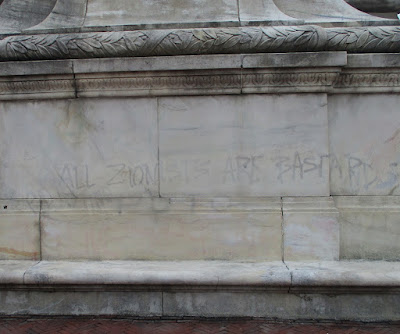 ALL ZIONISTS ARE BASTARDS